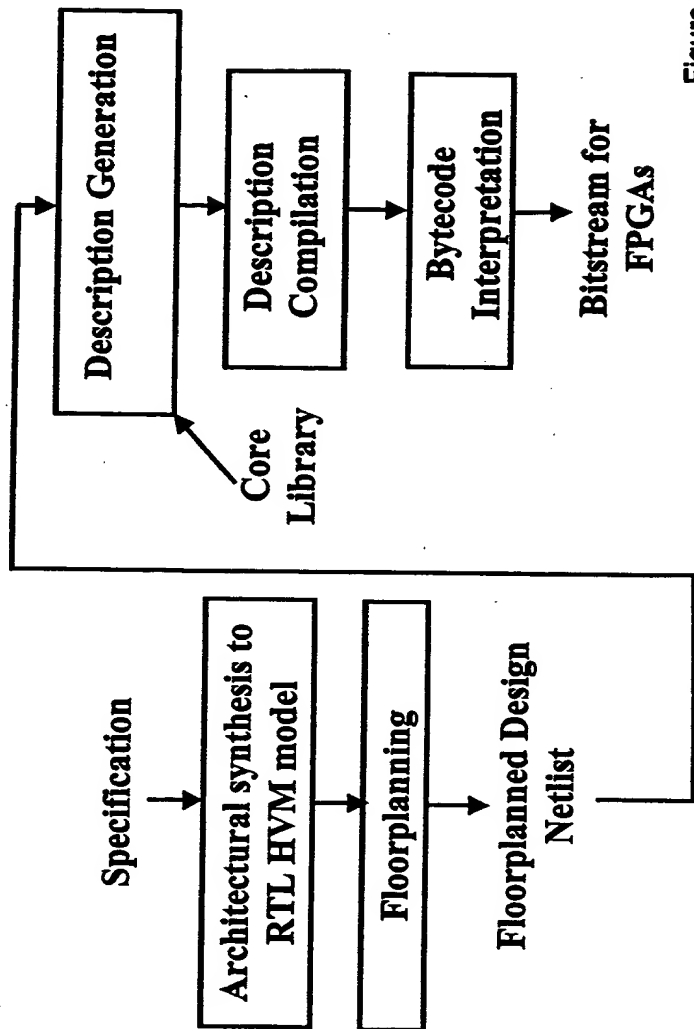 Specification
Architectural synthesis to
RTL HVM model
Floorplanning
Floorplanned Design
Netlist
Description Generation
Core
Library
Description
Compilation
Bytecode
Interpretation
Bitstream for
FPGAs
Figure